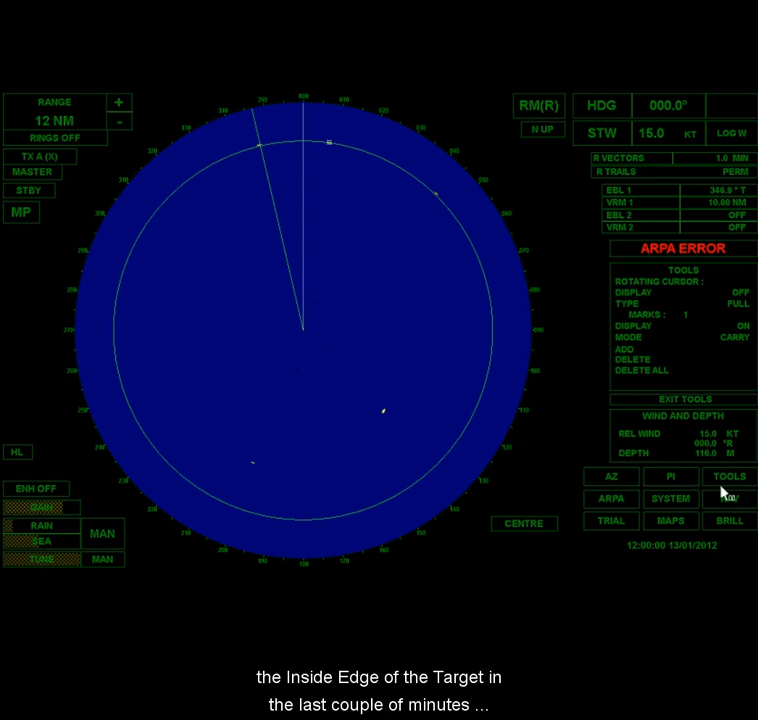 RANGE
12 NM
+
-
RINGS OFF
TX A (X)
MASTER
STBY
MP
RM(R)
N UP
HDG 000.0°
STW 15.0 KT LOG W
R VECTORS 1.0 MIN
R TRAILS PERM
EBL 1 346.9 ° T
VRM 1 10.00 NM
EBL 2 OFF
VRM 2 OFF
ARPA ERROR
TOOLS
ROTATING CURSOR :
DISPLAY OFF
TYPE FULL
MARKS : 1
DISPLAY ON
MODE CARRY
ADD
DELETE
DELETE ALL
EXIT TOOLS
WIND AND DEPTH
REL WIND 15.0 KT
000.0 °R
DEPTH 116.0 M
HL
ENH OFF
GAIN
RAIN
SEA
MAN
TUNE MAN
CENTRE
AZ PI TOOLS
ARPA SYSTEM
TRIAL MAPS BRILL
12:00:00 13/01/2012
the Inside Edge of the Target in
the last couple of minutes ...